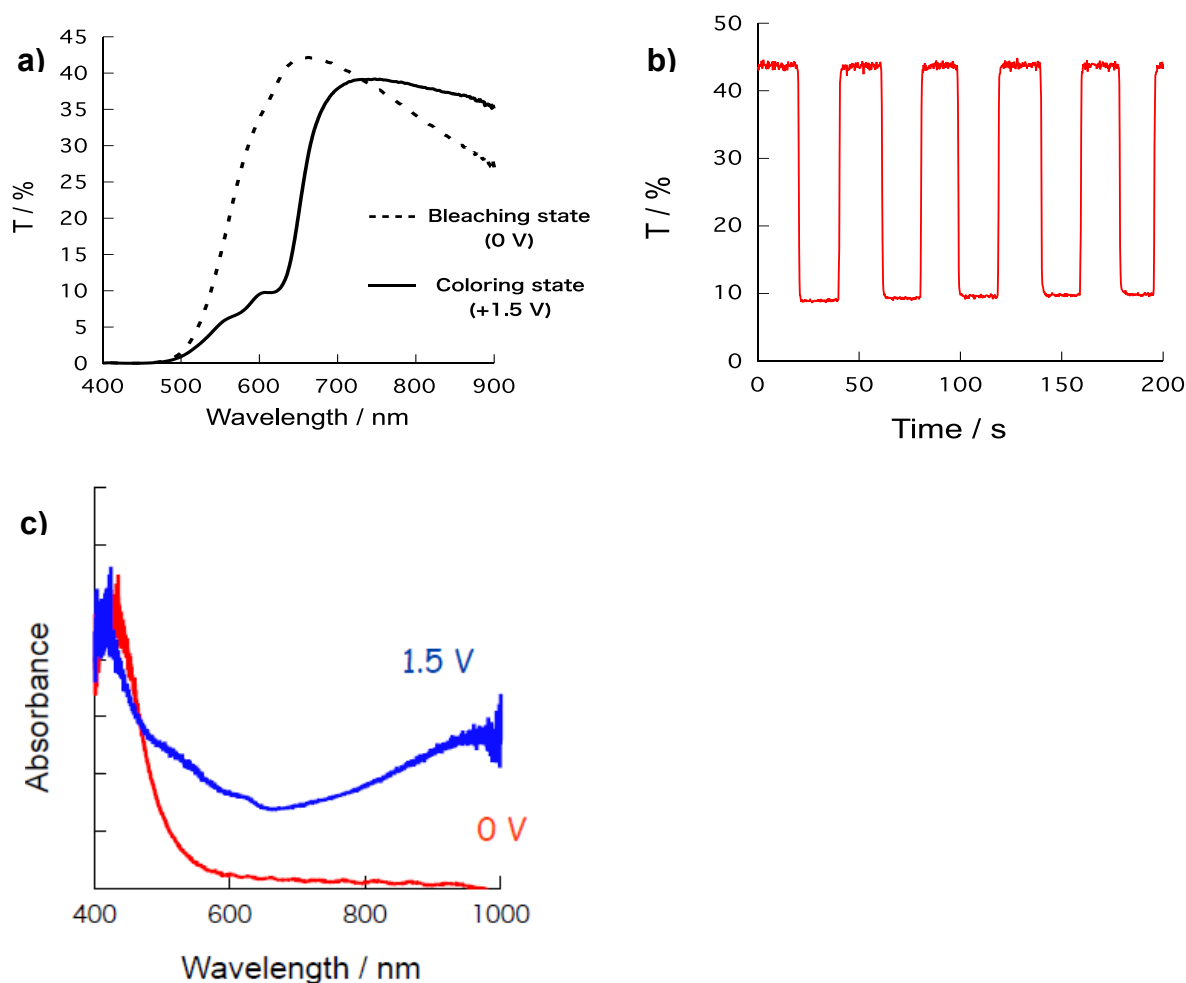 a)
T / %
45
40
35
30
25
20
15
10
5
0
400 500 600 700 800 900
Wavelength / nm
Bleaching state
(0 V)
Coloring state
(+1.5 V)
b)
T / %
50
40
30
20
10
0
0 50 100 150 200
Time / s
c)
Absorbance
1.5 V
0 V
400 600 800 1000
Wavelength / nm